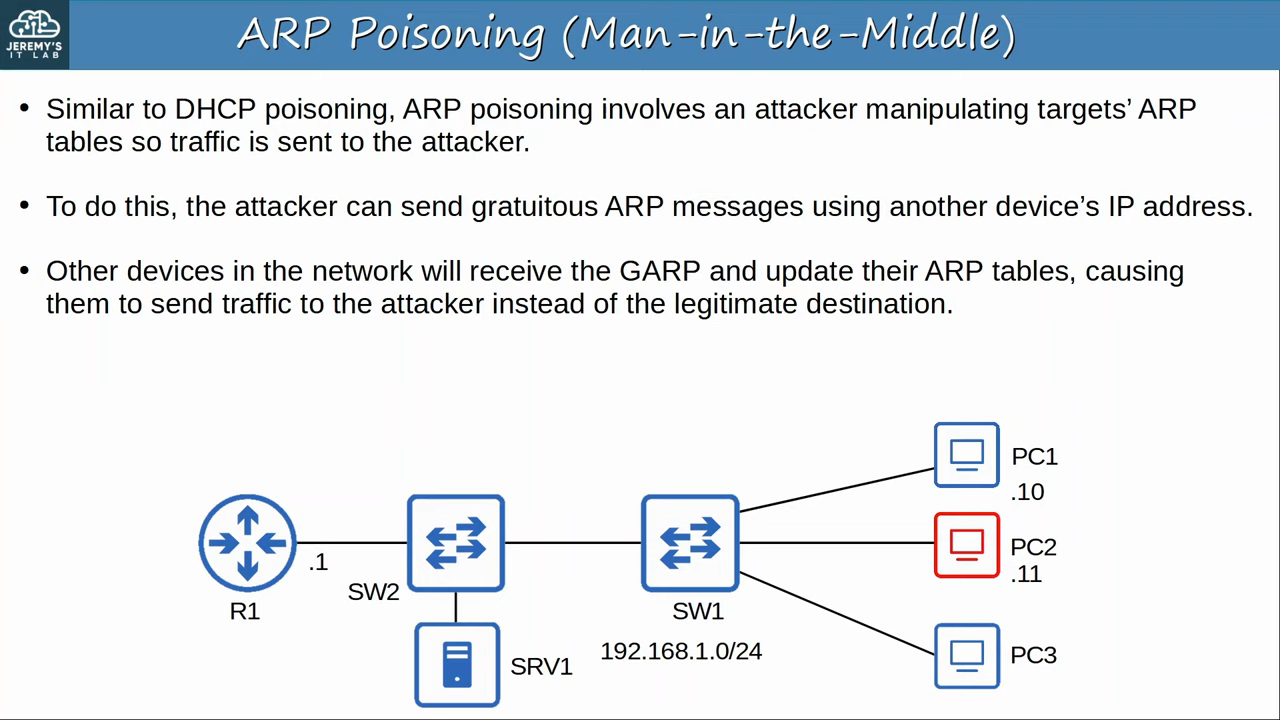 JEREMY'S
IT LAB
ARP Poisoning (Man-in-the-Middle)
• Similar to DHCP poisoning, ARP poisoning involves an attacker manipulating targets’ ARP
tables so traffic is sent to the attacker.
• To do this, the attacker can send gratuitous ARP messages using another device’s IP address.
• Other devices in the network will receive the GARP and update their ARP tables, causing
them to send traffic to the attacker instead of the legitimate destination.
PC1
.10
PC2
.11
.1
SW2
R1
SW1
192.168.1.0/24
SRV1
PC3